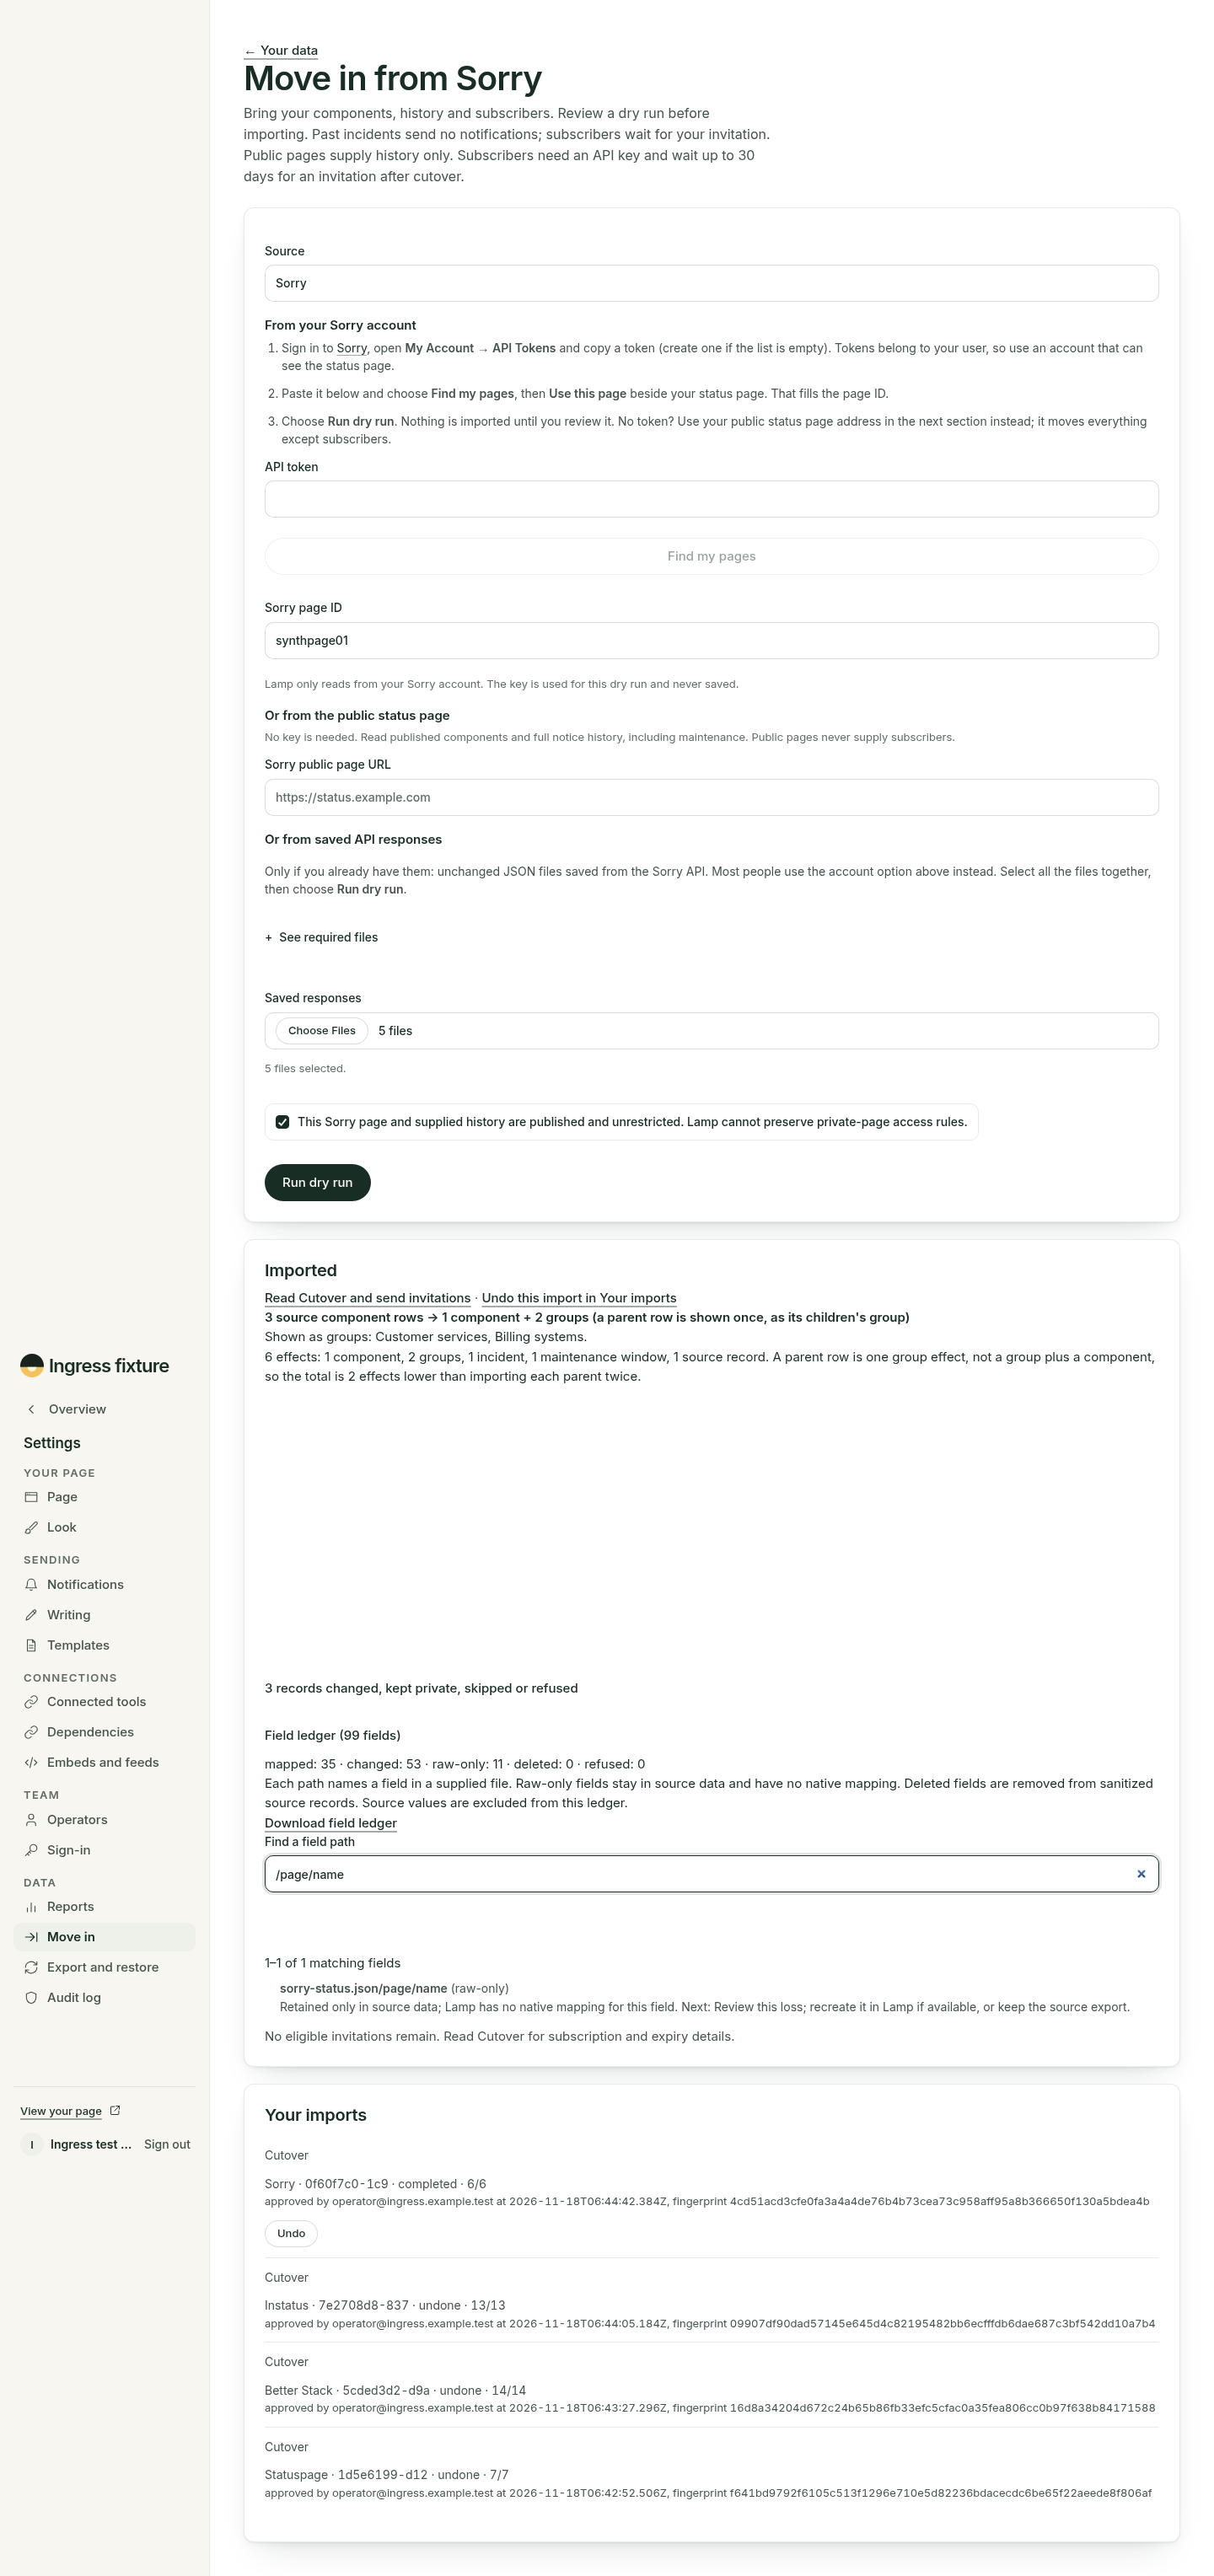 ← Your data
Move in from Sorry
Bring your components, history and subscribers. Review a dry run before
importing. Past incidents send no notifications; subscribers wait for your invitation.
Public pages supply history only. Subscribers need an API key and wait up to 30
days for an invitation after cutover.
Source
Sorry
From your Sorry account
1. Sign in to Sorry, open My Account → API Tokens and copy a token (create one if the list is empty). Tokens belong to your user, so use an account that can
see the status page.
2. Paste it below and choose Find my pages, then Use this page beside your status page. That fills the page ID.
3. Choose Run dry run. Nothing is imported until you review it. No token? Use your public status page address in the next section instead; it moves everything
except subscribers.
API token
Find my pages
Sorry page ID
synthpage01
Lamp only reads from your Sorry account. The key is used for this dry run and never saved.
Or from the public status page
No key is needed. Read published components and full notice history, including maintenance. Public pages never supply subscribers.
Sorry public page URL
https://status.example.com
Or from saved API responses
Only if you already have them: unchanged JSON files saved from the Sorry API. Most people use the account option above instead. Select all the files together,
then choose Run dry run.
+ See required files
Saved responses
Choose Files 5 files
5 files selected.
This Sorry page and supplied history are published and unrestricted. Lamp cannot preserve private-page access rules.
Run dry run
Imported
Read Cutover and send invitations · Undo this import in Your imports
3 source component rows → 1 component + 2 groups (a parent row is shown once, as its children's group)
Shown as groups: Customer services, Billing systems.
6 effects: 1 component, 2 groups, 1 incident, 1 maintenance window, 1 source record. A parent row is one group effect, not a group plus a component,
so the total is 2 effects lower than importing each parent twice.
3 records changed, kept private, skipped or refused
Field ledger (99 fields)
mapped: 35 · changed: 53 · raw-only: 11 · deleted: 0 · refused: 0
Each path names a field in a supplied file. Raw-only fields stay in source data and have no native mapping. Deleted fields are removed from sanitized
source records. Source values are excluded from this ledger.
Download field ledger
Find a field path
/page/name
1–1 of 1 matching fields
sorry-status.json/page/name (raw-only)
Retained only in source data; Lamp has no native mapping for this field. Next: Review this loss; recreate it in Lamp if available, or keep the source export.
No eligible invitations remain. Read Cutover for subscription and expiry details.
Your imports
Cutover
Sorry · 0f60f7c0-1c9 · completed · 6/6
approved by operator@ingress.example.test at 2026-11-18T06:44:42.384Z, fingerprint 4cd51acd3cfe0fa3a4a4de76b4b73cea73c958aff95a8b366650f130a5bdea4b
Undo
Cutover
Instatus · 7e2708d8-837 · undone · 13/13
approved by operator@ingress.example.test at 2026-11-18T06:44:05.184Z, fingerprint 09907df90dad57145e645d4c82195482bb6ecfffdb6dae687c3bf542dd10a7b4
Cutover
Better Stack · 5cded3d2-d9a · undone · 14/14
approved by operator@ingress.example.test at 2026-11-18T06:43:27.296Z, fingerprint 16d8a34204d672c24b65b86fb33efc5cfac0a35fea806cc0b97f638b84171588
Cutover
Statuspage · 1d5e6199-d12 · undone · 7/7
approved by operator@ingress.example.test at 2026-11-18T06:42:52.506Z, fingerprint f641bd9792f6105c513f1296e710e5d82236bdacecdc6be65f22aeede8f806af
Ingress fixture
Overview
Settings
YOUR PAGE
Page
Look
SENDING
Notifications
Writing
Templates
CONNECTIONS
Connected tools
Dependencies
Embeds and feeds
TEAM
Operators
Sign-in
DATA
Reports
Move in
Export and restore
Audit log
View your page
I Ingress test ... Sign out